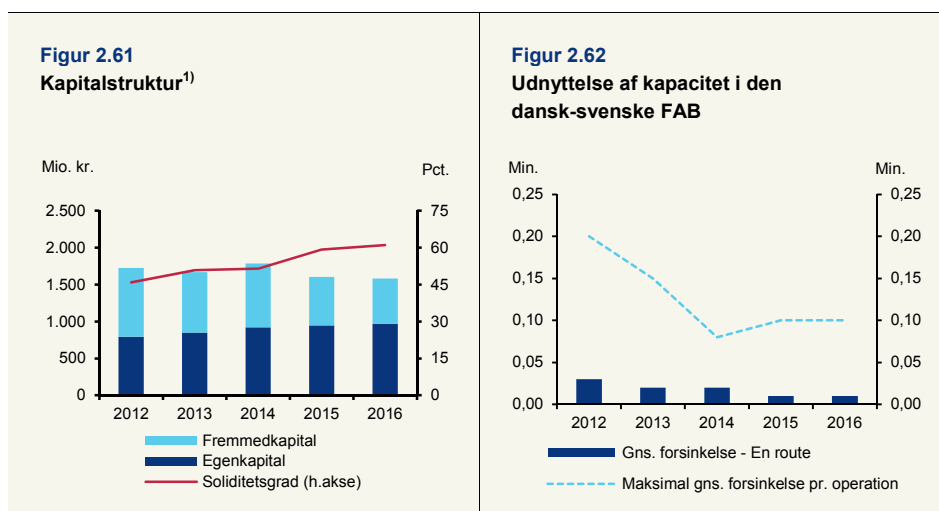 Figur 2.61
Kapitalstruktur1)
Mio. kr.
Pct.
2.500
2.000
1.500
1.000
500
0
75
60
45
30
15
0
2012 2013 2014 2015 2016
Fremmedkapital
Egenkapital
Soliditetsgrad (h.akse)
Figur 2.62
Udnyttelse af kapacitet i den
dansk-svenske FAB
Min.
Min.
0,25
0,20
0,15
0,10
0,05
0,00
0,25
0,20
0,15
0,10
0,05
0,00
2012 2013 2014 2015 2016
Gns. forsinkelse - En route
Maksimal gns. forsinkelse pr. operation